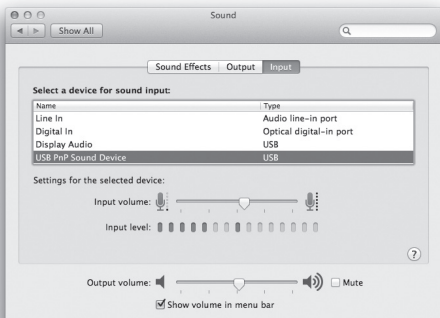 Sound
Show All
Sound Effects Output Input
Select a device for sound input:
Name Type
Line In Audio line-in port
Digital In Optical digital-in port
Display Audio USB
USB PnP Sound Device USB
Settings for the selected device:
Input volume:
Input level:
?
Output volume: Mute
Show volume in menu bar